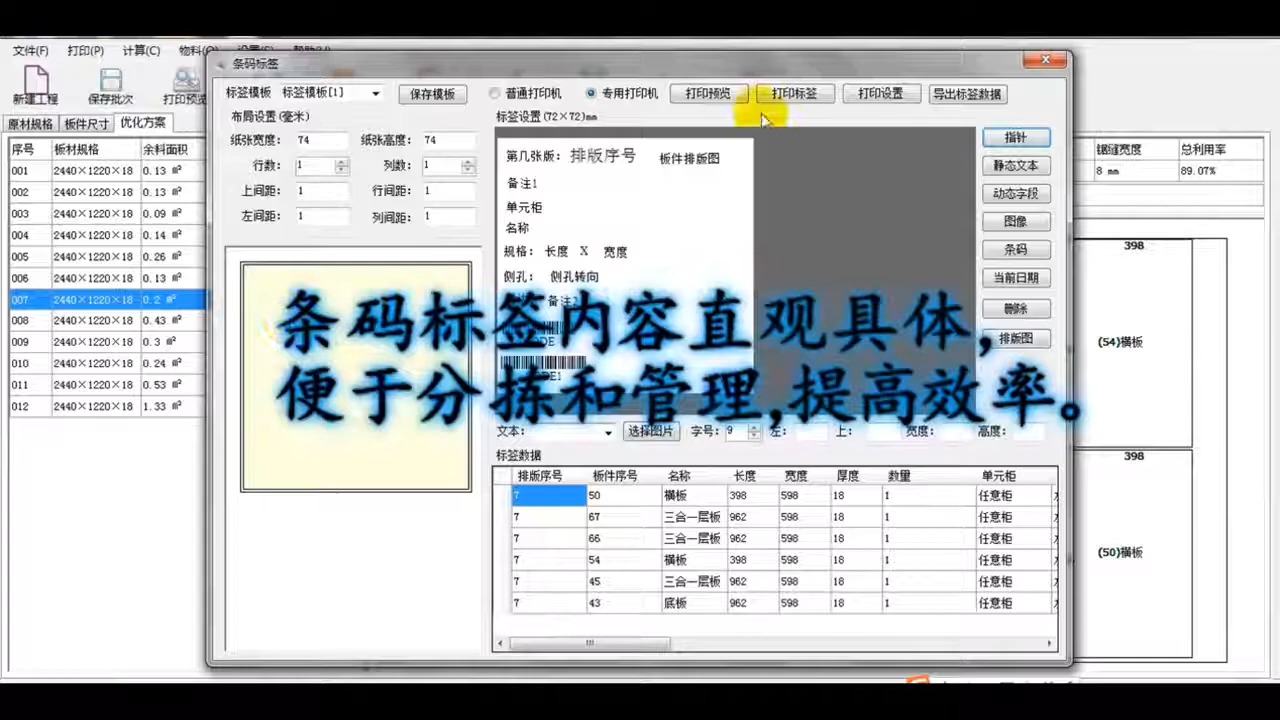 文件(F) 打印(P) 计算(C)
新建工程 保存批次 打印预览
原材规格 板件尺寸 优化方案
序号 板材规格 余料面积
001 2440×1220×18 0.13 ㎡
002 2440×1220×18 0.13 ㎡
003 2440×1220×18 0.09 ㎡
004 2440×1220×18 0.14 ㎡
005 2440×1220×18 0.26 ㎡
006 2440×1220×18 0.13 ㎡
007 2440×1220×18 0.2 ㎡
008 2440×1220×18 0.43 ㎡
009 2440×1220×18 0.3 ㎡
010 2440×1220×18 0.24 ㎡
011 2440×1220×18 0.53 ㎡
012 2440×1220×18 1.33 ㎡
条码标签
标签模板 标签模板[1] 保存模板 普通打印机 专用打印机 打印预览 打印标签 打印设置 导出标签数据
布局设置(毫米)
纸张宽度: 74 纸张高度: 74
行数: 1 列数: 1
上间距: 1 行间距: 1
左间距: 1 列间距: 1
标签设置(72×72)mm
第几张版: 排版序号 板件排版图
备注1
单元柜
名称
规格: 长度 X 宽度
侧孔: 侧孔转向
指针
静态文本
动态字段
图像
条码
当前日期
删除
排版图
条码标签内容直观具体,
便于分拣和管理,提高效率。
文本: 选择图片 字号: 9 左: 上: 宽度: 高度:
标签数据
排版序号 板件序号 名称 长度 宽度 厚度 数量 单元柜
7 50 横板 398 598 18 1 任意柜
7 67 三合一层板 962 598 18 1 任意柜
7 66 三合一层板 962 598 18 1 任意柜
7 54 横板 398 598 18 1 任意柜
7 45 三合一层板 962 598 18 1 任意柜
7 43 底板 962 598 18 1 任意柜
锯缝宽度 总利用率
8 mm 89.07%
398
(54)横板
398
(50)横板